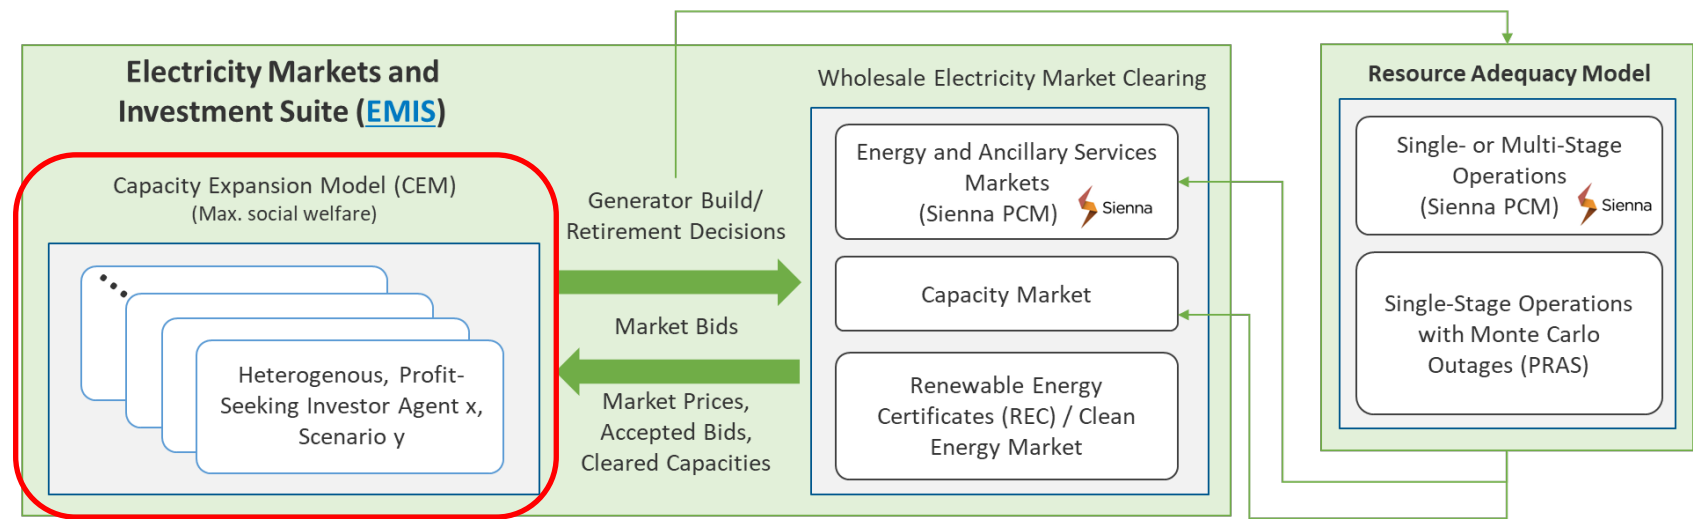 Electricity Markets and
Investment Suite (EMIS)
Capacity Expansion Model (CEM)
(Max. social welfare)
Heterogenous, Profit-
Seeking Investor Agent x,
Scenario y
Generator Build/
Retirement Decisions
Market Bids
Market Prices,
Accepted Bids,
Cleared Capacities
Wholesale Electricity Market Clearing
Energy and Ancillary Services
Markets
(Sienna PCM)
Sienna
Capacity Market
Renewable Energy
Certificates (REC) / Clean
Energy Market
Resource Adequacy Model
Single- or Multi-Stage
Operations
(Sienna PCM)
Sienna
Single-Stage Operations
with Monte Carlo
Outages (PRAS)